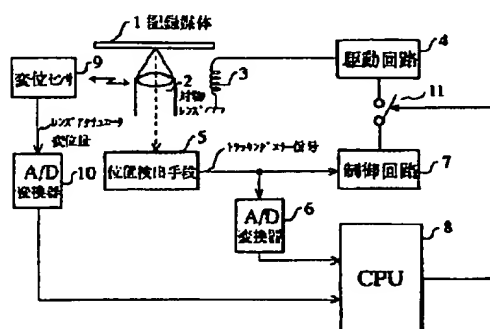 1 記録媒体
9
変位センサ
2
対物
レンズ
3
駆動回路
4
11
レンズアクチュエータ
変位量
5
位置検出手段
トラッキングエラー信号
制御回路
7
A/D
変換器
10
A/D
変換器
6
CPU
8